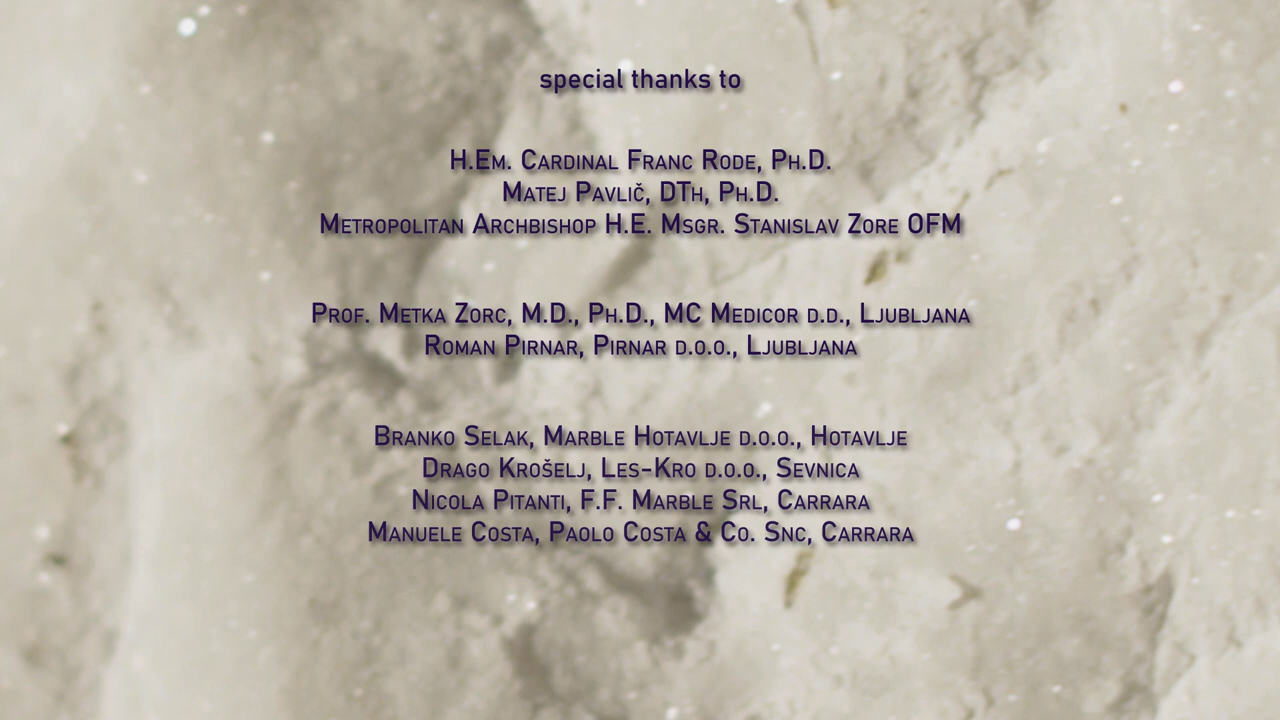 special thanks to
H.Em. Cardinal Franc Rode, Ph.D.
Matej Pavlič, DTh, Ph.D.
Metropolitan Archbishop H.E. Msgr. Stanislav Zore OFM
Prof. Metka Zorc, M.D., Ph.D., MC Medicor d.d., Ljubljana
Roman Pirnar, Pirnar d.o.o., Ljubljana
Branko Selak, Marble Hotavlje d.o.o., Hotavlje
Drago Krošelj, Les-Kro d.o.o., Sevnica
Nicola Pitanti, F.F. Marble Srl, Carrara
Manuele Costa, Paolo Costa & Co. Snc, Carrara